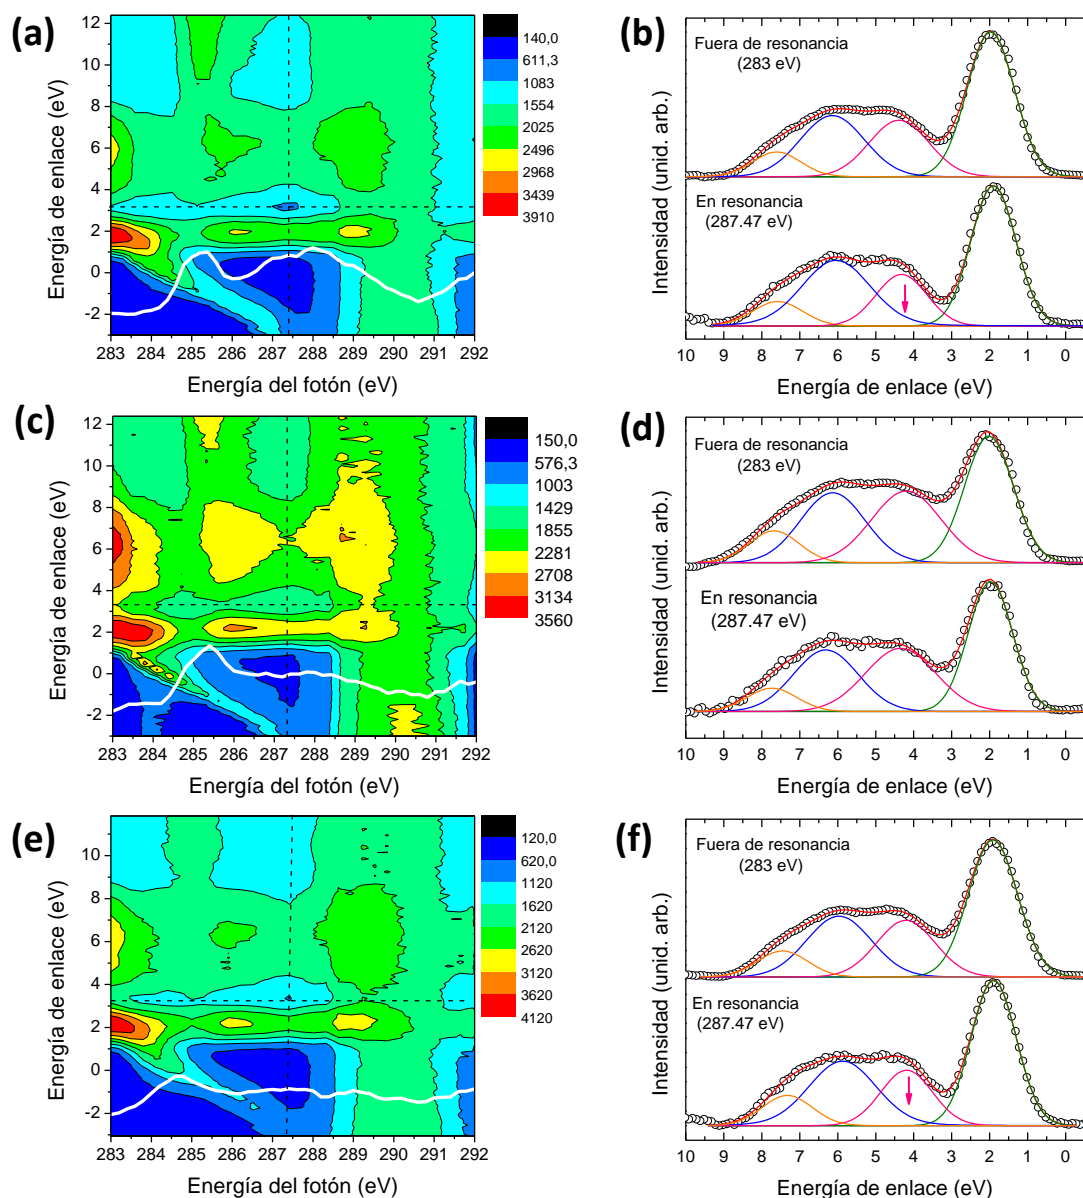 (a)
Energía de enlace (eV)
12
10
8
6
4
2
0
-2
283 284 285 286 287 288 289 290 291 292
Energía del fotón (eV)
140,0
611,3
1083
1554
2025
2496
2968
3439
3910
(b)
Fuera de resonancia
(283 eV)
En resonancia
(287.47 eV)
Intensidad (unid. arb.)
10 9 8 7 6 5 4 3 2 1 0
Energía de enlace (eV)
(c)
Energía de enlace (eV)
12
10
8
6
4
2
0
-2
283 284 285 286 287 288 289 290 291 292
Energía del fotón (eV)
150,0
576,3
1003
1429
1855
2281
2708
3134
3560
(d)
Fuera de resonancia
(283 eV)
En resonancia
(287.47 eV)
Intensidad (unid. arb.)
10 9 8 7 6 5 4 3 2 1 0
Energía de enlace (eV)
(e)
Energía de enlace (eV)
10
8
6
4
2
0
-2
283 284 285 286 287 288 289 290 291 292
Energía del fotón (eV)
120,0
620,0
1120
1620
2120
2620
3120
3620
4120
(f)
Fuera de resonancia
(283 eV)
En resonancia
(287.47 eV)
Intensidad (unid. arb.)
10 9 8 7 6 5 4 3 2 1 0
Energía de enlace (eV)